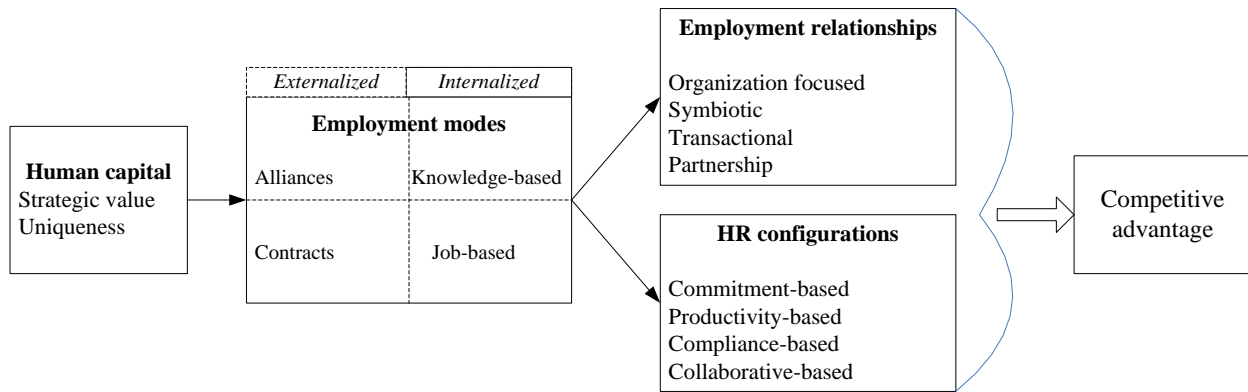 Human capital
Strategic value
Uniqueness
Externalized
Internalized
Employment modes
Alliances
Knowledge-based
Contracts
Job-based
Employment relationships
Organization focused
Symbiotic
Transactional
Partnership
HR configurations
Commitment-based
Productivity-based
Compliance-based
Collaborative-based
Competitive
advantage